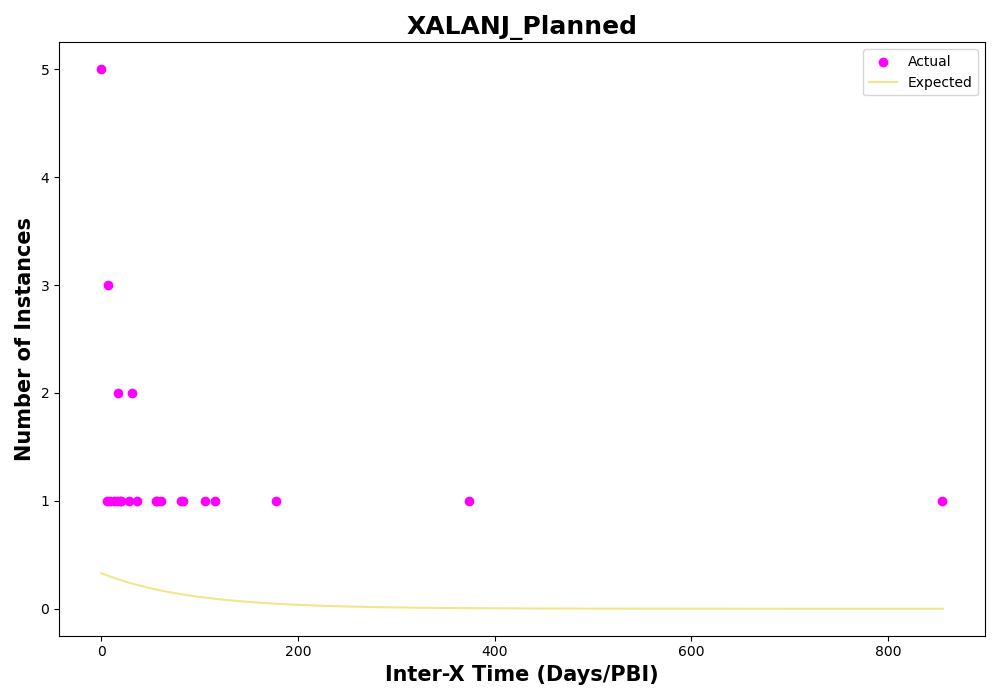 XALANJ_Planned
Actual
Expected
Number of Instances
5
4
3
2
1
0
0 200 400 600 800
Inter-X Time (Days/PBI)